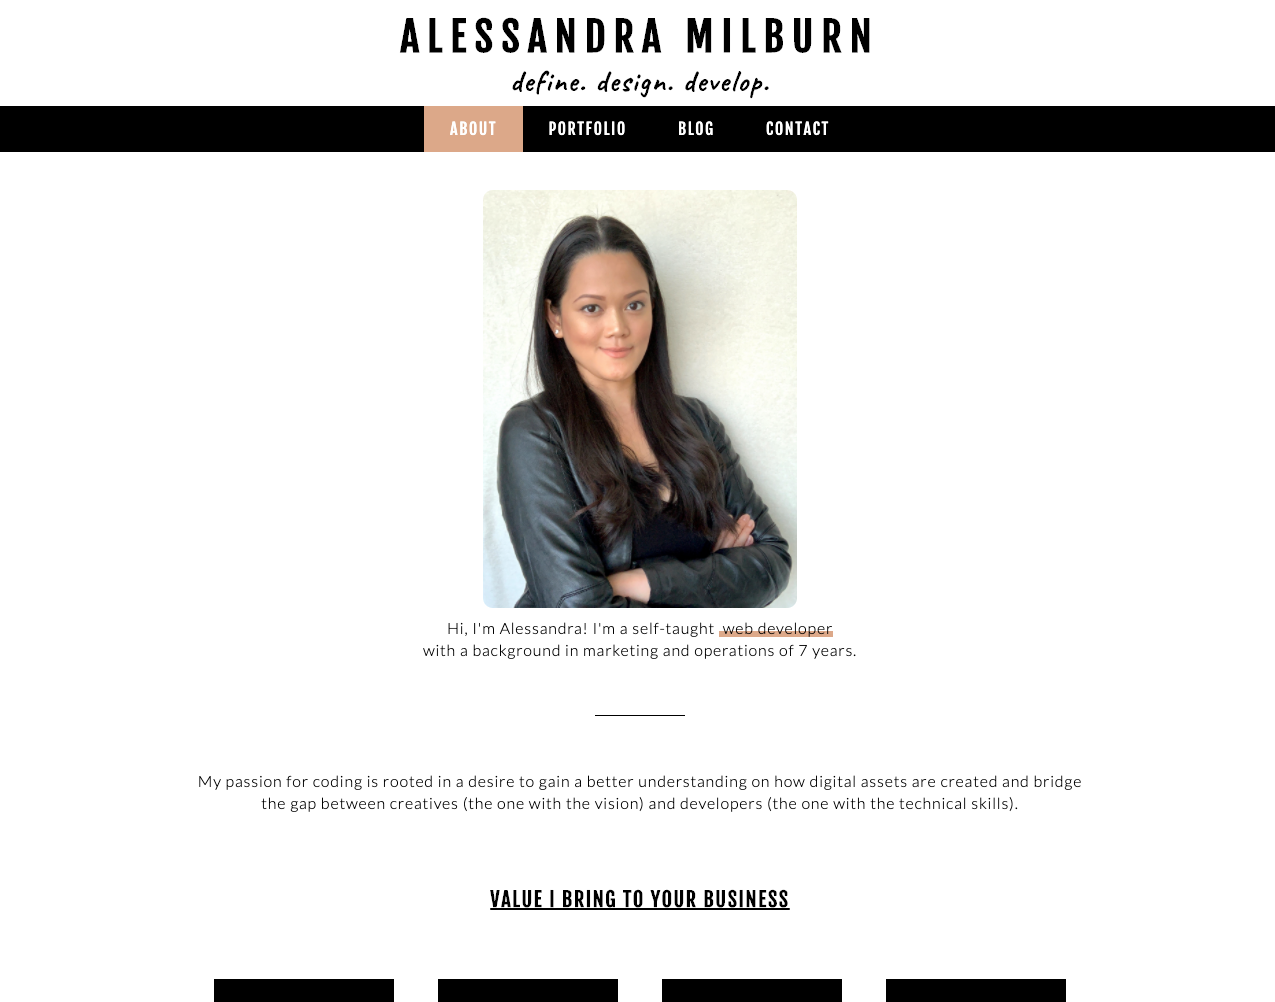 ALESSANDRA MILBURN
define. design. develop.
ABOUT PORTFOLIO BLOG CONTACT
Hi, I'm Alessandra! I'm a self-taught web developer
with a background in marketing and operations of 7 years.
My passion for coding is rooted in a desire to gain a better understanding on how digital assets are created and bridge
the gap between creatives (the one with the vision) and developers (the one with the technical skills).
VALUE I BRING TO YOUR BUSINESS